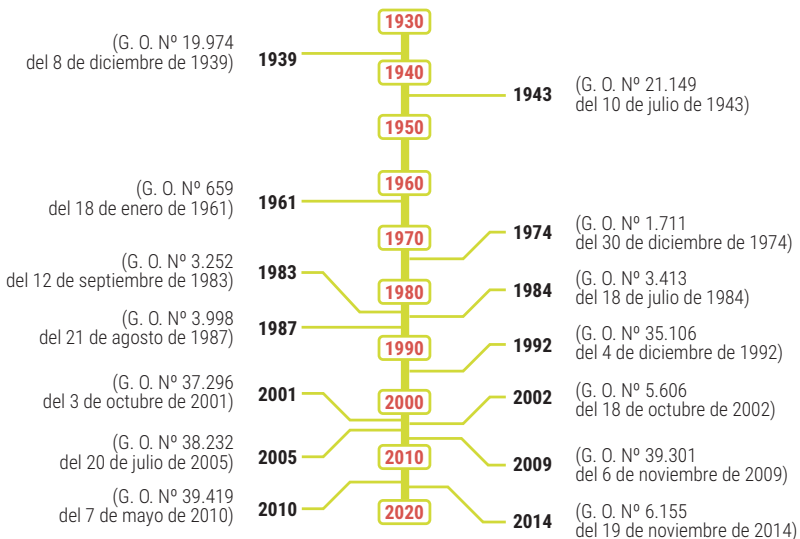 1930
(G. O. Nº 19.974
del 8 de diciembre de 1939)
1939
1940
1943
(G. O. Nº 21.149
del 10 de julio de 1943)
1950
1960
(G. O. Nº 659
del 18 de enero de 1961)
1961
1970
1974
(G. O. Nº 1.711
del 30 de diciembre de 1974)
(G. O. Nº 3.252
del 12 de septiembre de 1983)
1983
1980
1984
(G. O. Nº 3.413
del 18 de julio de 1984)
(G. O. Nº 3.998
del 21 de agosto de 1987)
1987
1990
1992
(G. O. Nº 35.106
del 4 de diciembre de 1992)
(G. O. Nº 37.296
del 3 de octubre de 2001)
2001
2000
2002
(G. O. Nº 5.606
del 18 de octubre de 2002)
(G. O. Nº 38.232
del 20 de julio de 2005)
2005
2010
2009
(G. O. Nº 39.301
del 6 de noviembre de 2009)
(G. O. Nº 39.419
del 7 de mayo de 2010)
2010
2020
2014
(G. O. Nº 6.155
del 19 de noviembre de 2014)